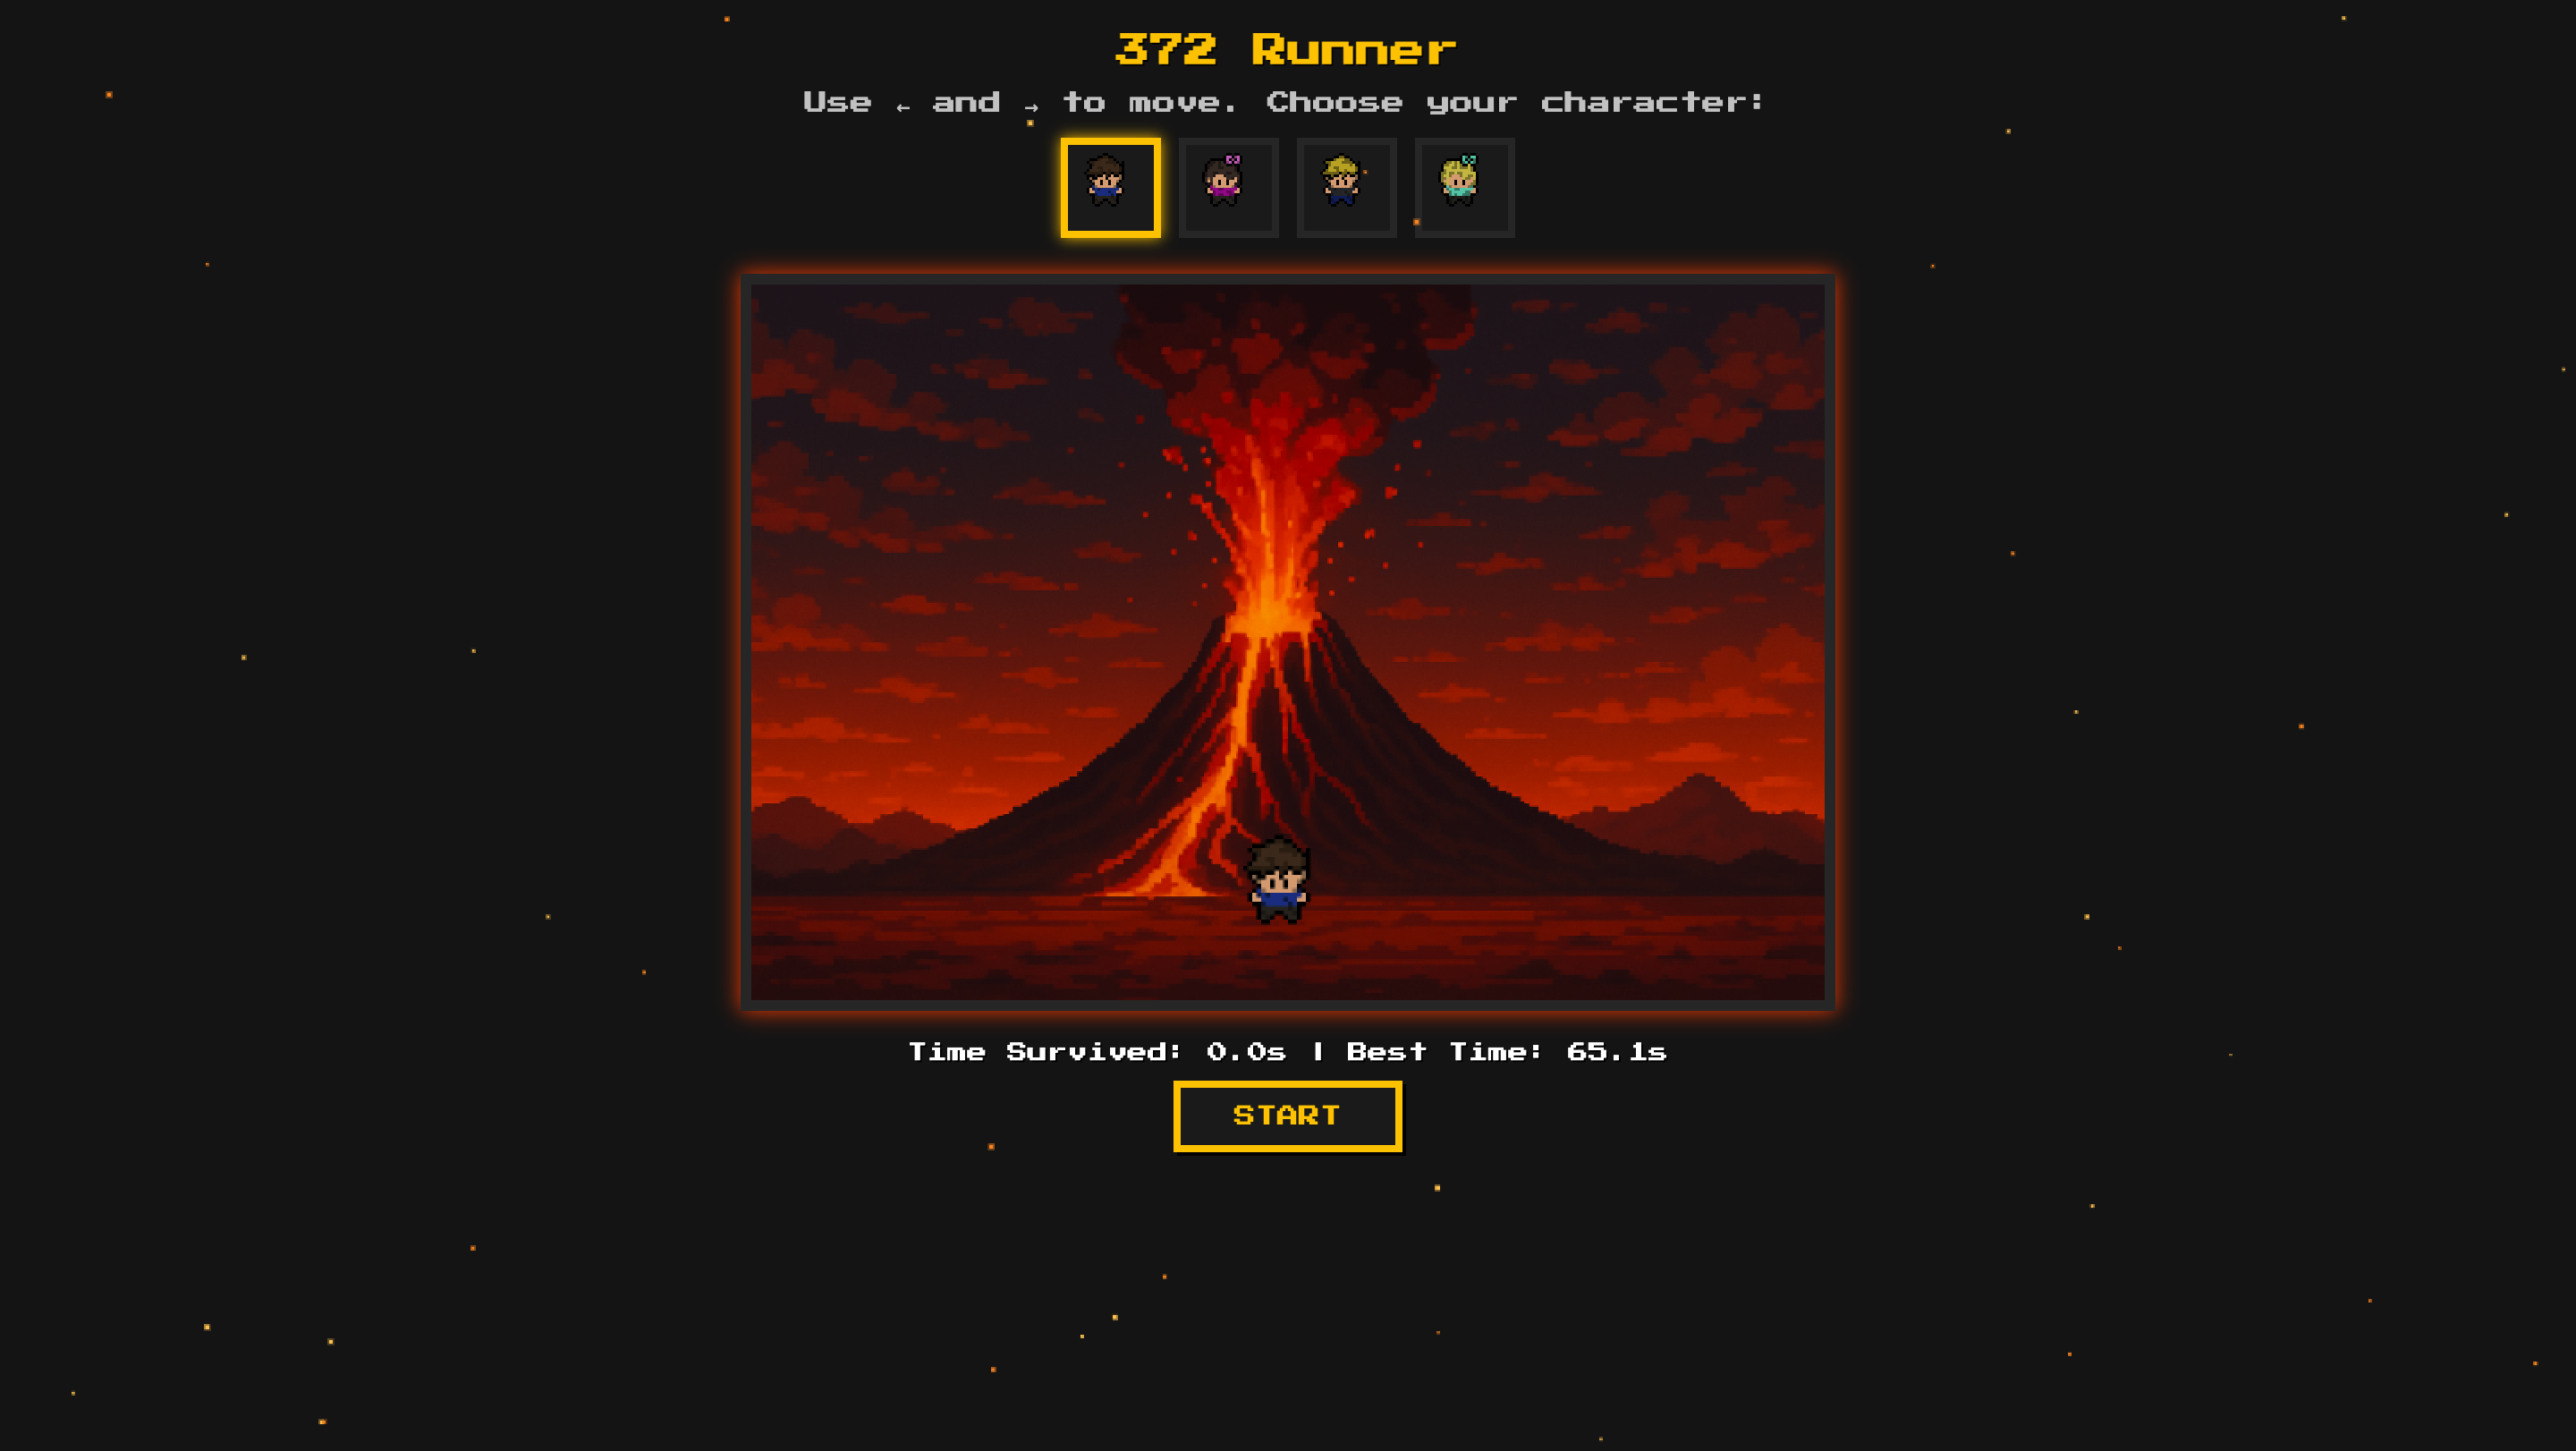 372 Runner
Use ← and → to move. Choose your character:
Time Survived: 0.0s | Best Time: 65.1s
START